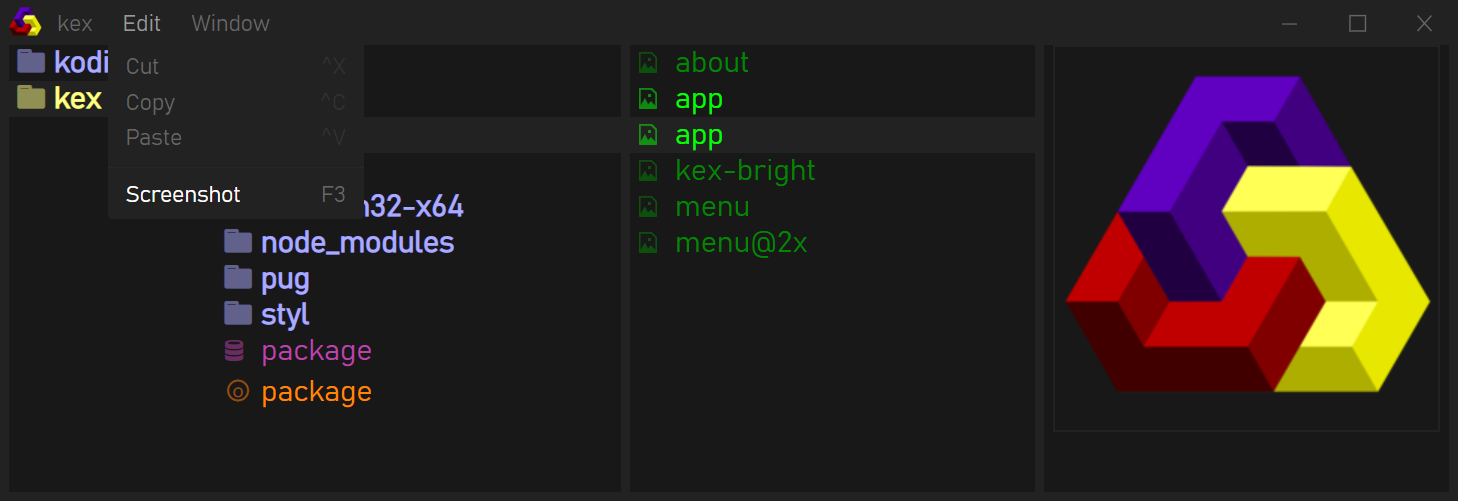 kex Edit Window
kodi
kex
Cut ^X
Copy ^C
Paste ^V
Screenshot F3
32-x64
node_modules
pug
styl
package
package
about
app
app
kex-bright
menu
menu@2x